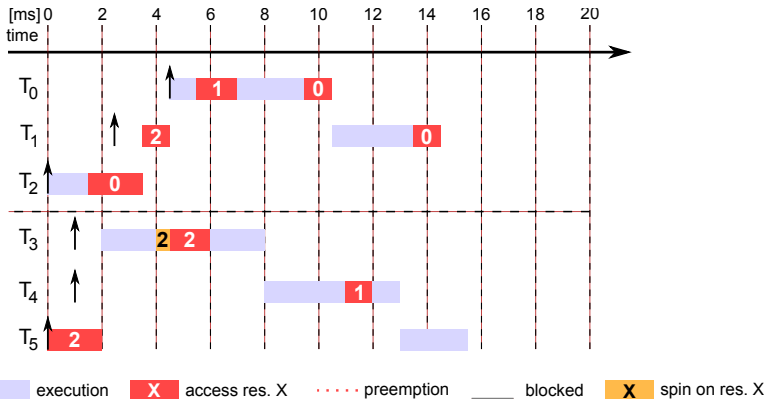 [ms] 0 2 4 6 8 10 12 14 16 18 20
time
T0 1 0
T1 2 0
T2 0
T3 2 2
T4 1
T5 2
execution X access res. X preemption blocked X spin on res. X